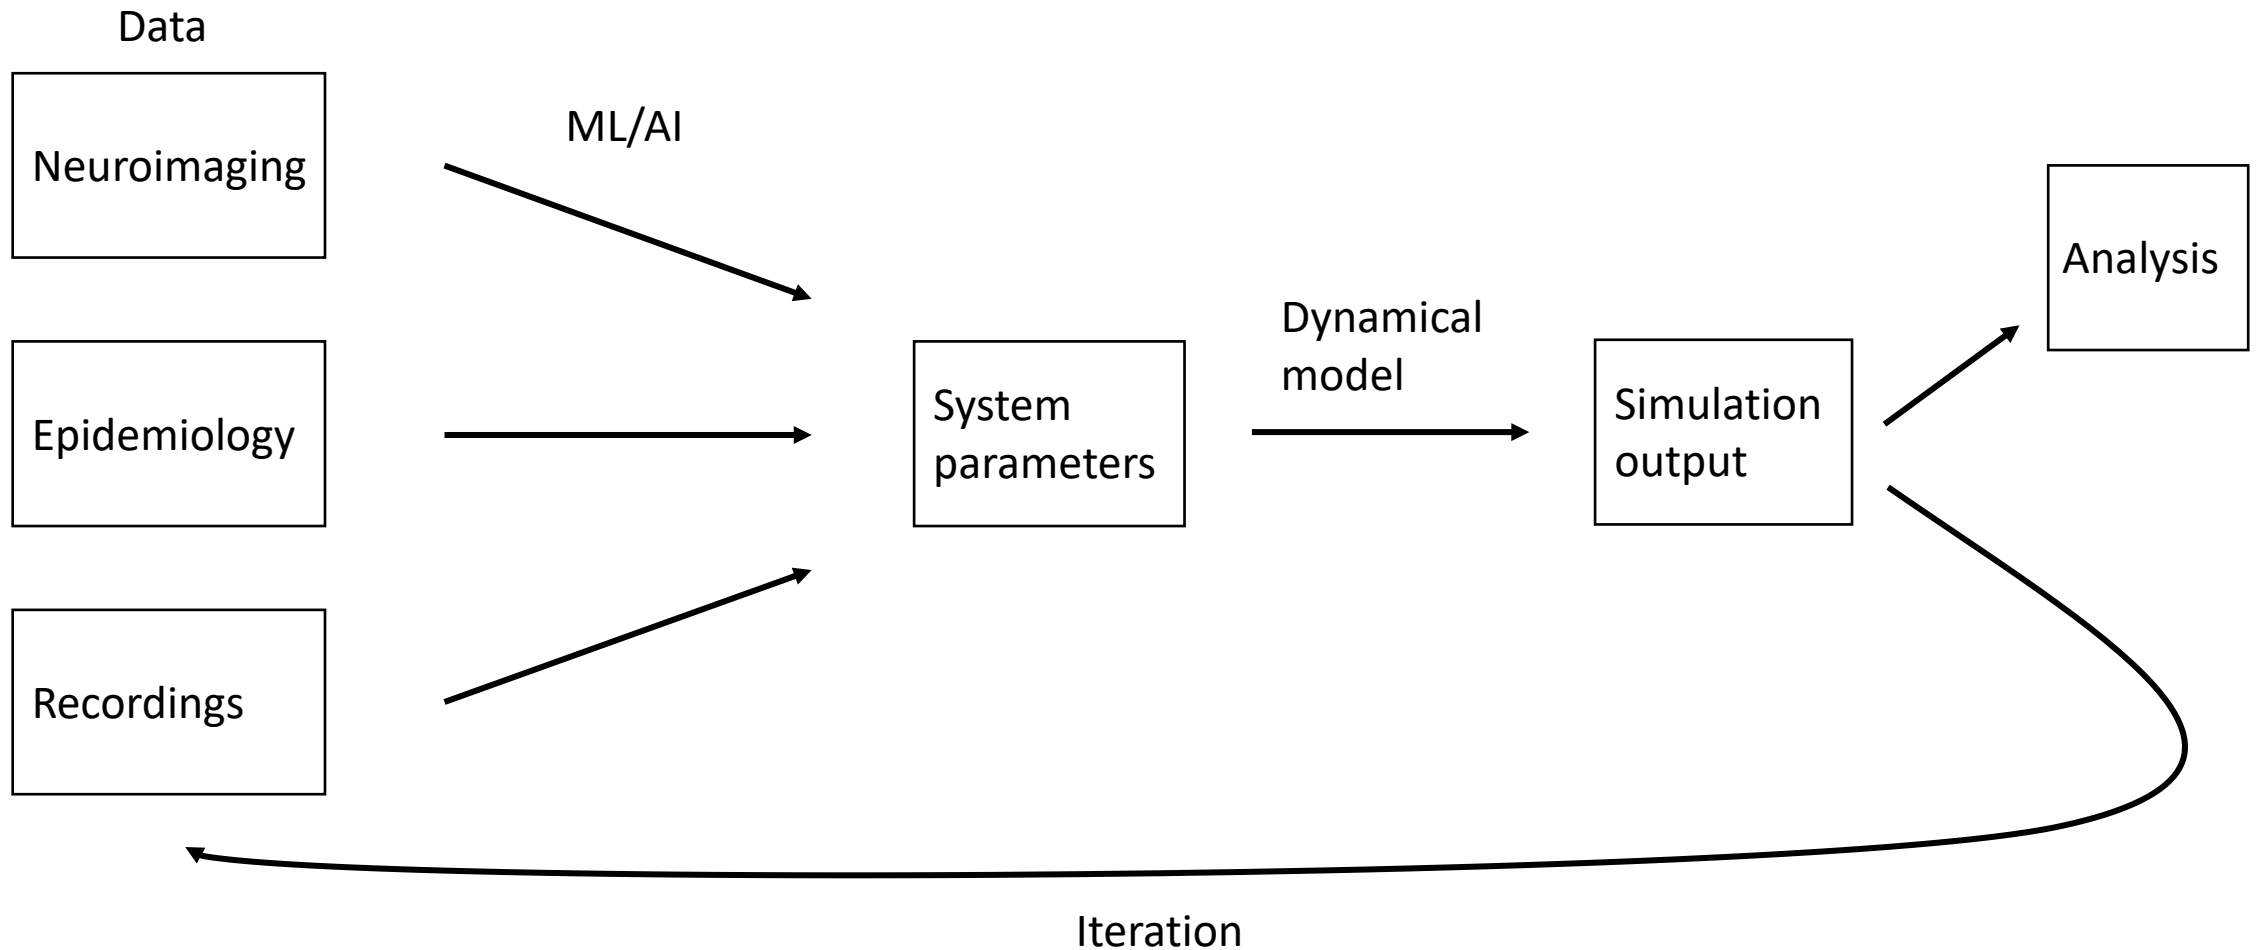 Data
Neuroimaging
ML/AI
Epidemiology
Recordings
System
parameters
Dynamical
model
Simulation
output
Analysis
Iteration